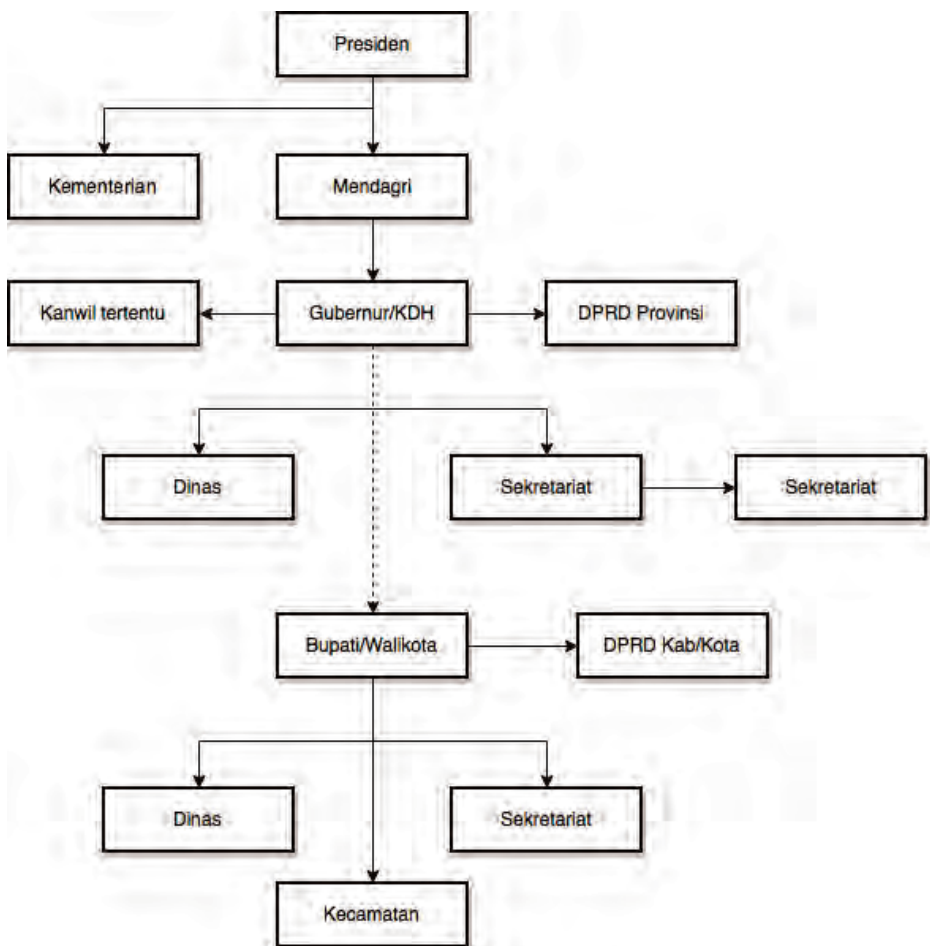 Presiden
Kementerian
Mendagri
Kanwil tertentu
Gubernur/KDH
DPRD Provinsi
Dinas
Sekretariat
Sekretariat
Bupati/Walikota
DPRD Kab/Kota
Dinas
Sekretariat
Kecamatan